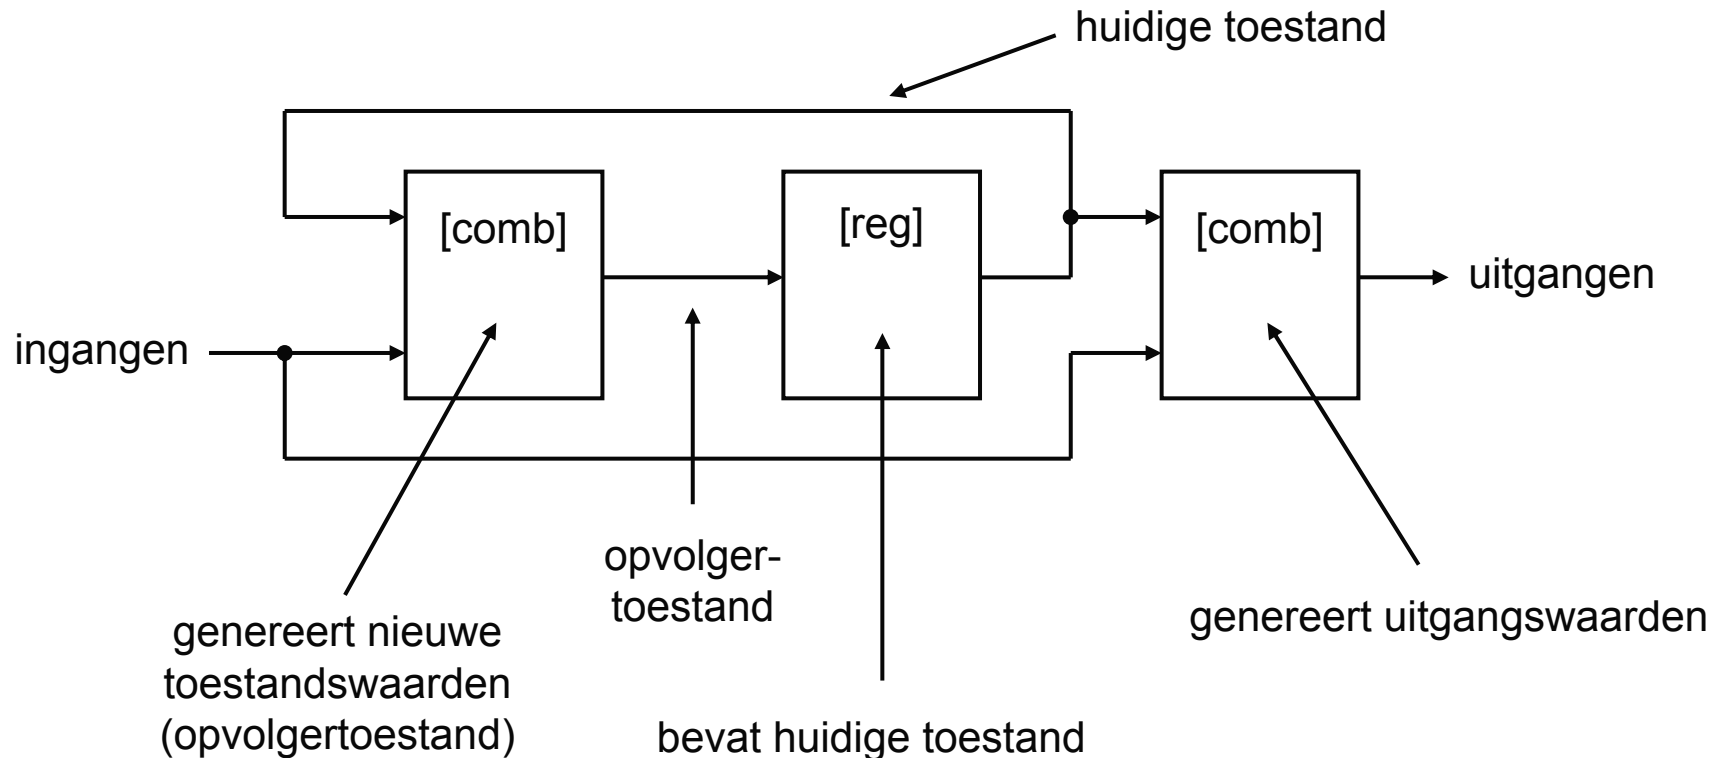 huidige toestand
[comb]
[reg]
[comb]
uitgangen
ingangen
opvolger-
toestand
genereert nieuwe
toestandswaarden
(opvolgertoestand)
genereert uitgangswaarden
bevat huidige toestand